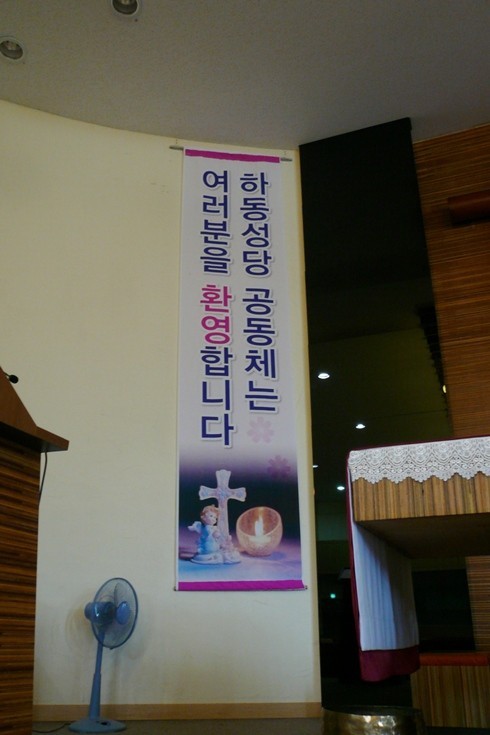 하동성당 공동체는
여러분을 환영합니다